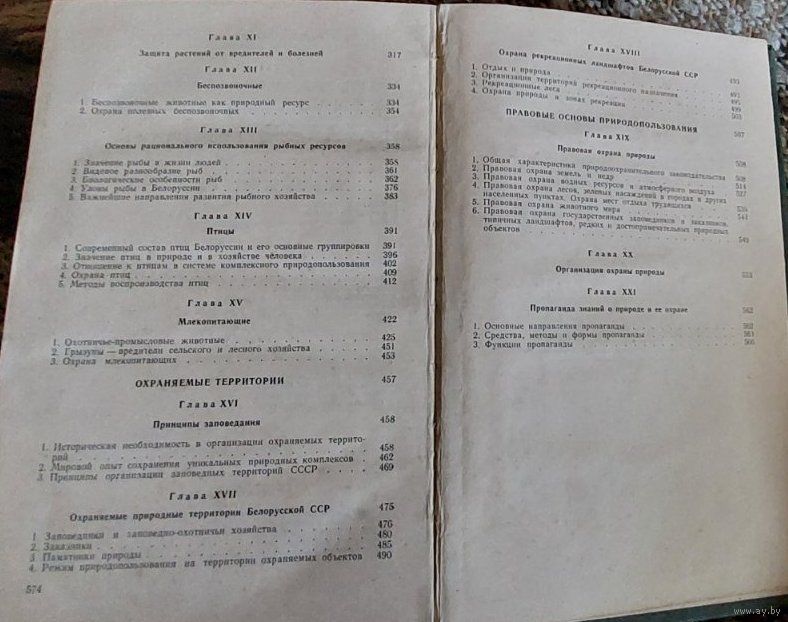 Глава XI
Защита растений от вредителей и болезней 317
Глава XII
Беспозвоночные 334
1. Беспозвоночные животные как природный ресурс . . . 334
2. Охрана полезных беспозвоночных . . . 354
Глава XIII
Основы рационального использования рыбных ресурсов 358
1. Значение рыбы в жизни людей . . . 358
2. Видовое разнообразие рыб . . . 361
3. Биологические особенности рыб . . . 362
4. Уловы рыбы в Белоруссии . . . 376
5. Важнейшие направления развития рыбного хозяйства . . . 383
Глава XIV
Птицы 391
1. Современный состав птиц Белоруссии и его основные группировки 391
2. Значение птиц в природе и в хозяйстве человека . . . 396
3. Отношение к птицам в системе комплексного природопользования 402
4. Охрана птиц . . . 409
5. Методы воспроизводства птиц . . . 412
Глава XV
Млекопитающие 422
1. Охотничье-промысловые животные . . . 425
2. Грызуны — вредители сельского и лесного хозяйства . . . 451
3. Охрана млекопитающих . . . 453
ОХРАНЯЕМЫЕ ТЕРРИТОРИИ 457
Глава XVI
Принципы заповедания 458
1. Историческая необходимость в организации охраняемых террито-
рий . . . 458
2. Мировой опыт сохранения уникальных природных комплексов . 462
3. Принципы организации заповедных территорий СССР . . . . 469
Глава XVII
Охраняемые природные территории Белорусской ССР 475
1 Заповедники и заповедно-охотничьи хозяйства . . . 476
2. Заказники . . . 480
3 Памятники природы . . . 485
4. Режим природопользования на территории охраняемых объектов 490
574
Глава XVIII
Охрана рекреационных ландшафтов Белорусской ССР 493
1. Отдых и природа . . .
2. Организация территорий рекреационного назначения . . . 493
3. Рекреационные леса . . . 495
4. Охрана природы в зонах рекреации . . . 499
503
ПРАВОВЫЕ ОСНОВЫ ПРИРОДОПОЛЬЗОВАНИЯ 507
Глава XIX
Правовая охрана природы 508
1. Общая характеристика природоохранительного законодательства 508
2. Правовая охрана земель и недр . . . 514
3. Правовая охрана водных ресурсов и атмосферного воздуха
4. Правовая охрана лесов, зеленых насаждений в городах и других
населенных пунктах. Охрана мест отдыха трудящихся . . .
5. Правовая охрана животного мира . . . 541
6. Правовая охрана государственных заповедников и заказников,
типичных ландшафтов, редких и достопримечательных природных
объектов . . . 549
Глава XX
Организация охраны природы 553
Глава XXI
Пропаганда знаний о природе и ее охране 562
1. Основные направления пропаганды . . . 562
2. Средства, методы и формы пропаганды . . .
3. Функции пропаганды . . .
www.ay.by